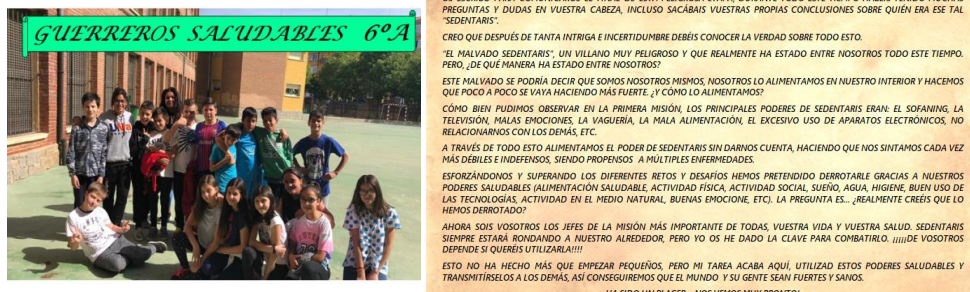 GUERREROS SALUDABLES 6ºA
PREGUNTAS Y DUDAS EN VUESTRA CABEZA, INCLUSO SACÁBAIS VUESTRAS PROPIAS CONCLUSIONES SOBRE QUIÉN ERA ESE TAL
"SEDENTARIS".
CREO QUE DESPUÉS DE TANTA INTRIGA E INCERTIDUMBRE DEBÉIS CONOCER LA VERDAD SOBRE TODO ESTO.
"EL MALVADO SEDENTARIS", UN VILLANO MUY PELIGROSO Y QUE REALMENTE HA ESTADO ENTRE NOSOTROS TODO ESTE TIEMPO.
PERO, ¿DE QUÉ MANERA HA ESTADO ENTRE NOSOTROS?
ESTE MALVADO SE PODRÍA DECIR QUE SOMOS NOSOTROS MISMOS, NOSOTROS LO ALIMENTAMOS EN NUESTRO INTERIOR Y HACEMOS
QUE POCO A POCO SE VAYA HACIENDO MÁS FUERTE. ¿Y CÓMO LO ALIMENTAMOS?
CÓMO BIEN PUDIMOS OBSERVAR EN LA PRIMERA MISIÓN, LOS PRINCIPALES PODERES DE SEDENTARIS ERAN: EL SOFANING, LA
TELEVISIÓN, MALAS EMOCIONES, LA VAGUERÍA, LA MALA ALIMENTACIÓN, EL EXCESIVO USO DE APARATOS ELECTRÓNICOS, NO
RELACIONARNOS CON LOS DEMÁS, ETC.
A TRAVÉS DE TODO ESTO ALIMENTAMOS EL PODER DE SEDENTARIS SIN DARNOS CUENTA, HACIENDO QUE NOS SINTAMOS CADA VEZ
MÁS DÉBILES E INDEFENSOS, SIENDO PROPENSOS A MÚLTIPLES ENFERMEDADES.
ESFORZÁNDONOS Y SUPERANDO LOS DIFERENTES RETOS Y DESAFÍOS HEMOS PRETENDIDO DERROTARLE GRACIAS A NUESTROS
PODERES SALUDABLES (ALIMENTACIÓN SALUDABLE, ACTIVIDAD FÍSICA, ACTIVIDAD SOCIAL, SUEÑO, AGUA, HIGIENE, BUEN USO DE
LAS TECNOLOGÍAS, ACTIVIDAD EN EL MEDIO NATURAL, BUENAS EMOCIONE, ETC). LA PREGUNTA ES... ¿REALMENTE CREÉIS QUE LO
HEMOS DERROTADO?
AHORA SOIS VOSOTROS LOS JEFES DE LA MISIÓN MÁS IMPORTANTE DE TODAS, VUESTRA VIDA Y VUESTRA SALUD. SEDENTARIS
SIEMPRE ESTARÁ RONDANDO A NUESTRO ALREDEDOR, PERO YO OS HE DADO LA CLAVE PARA COMBATIRLO. ¡¡¡¡¡DE VOSOTROS
DEPENDE SI QUERÉIS UTILIZARLA!!!!
ESTO NO HA HECHO MÁS QUE EMPEZAR PEQUEÑOS, PERO MI TAREA ACABA AQUÍ, UTILIZAD ESTOS PODERES SALUDABLES Y
TRANSMITÍRSELOS A LOS DEMÁS, ASÍ CONSEGUIREMOS QUE EL MUNDO Y SU GENTE SEAN FUERTES Y SANOS.
HA SIDO UN PLACER